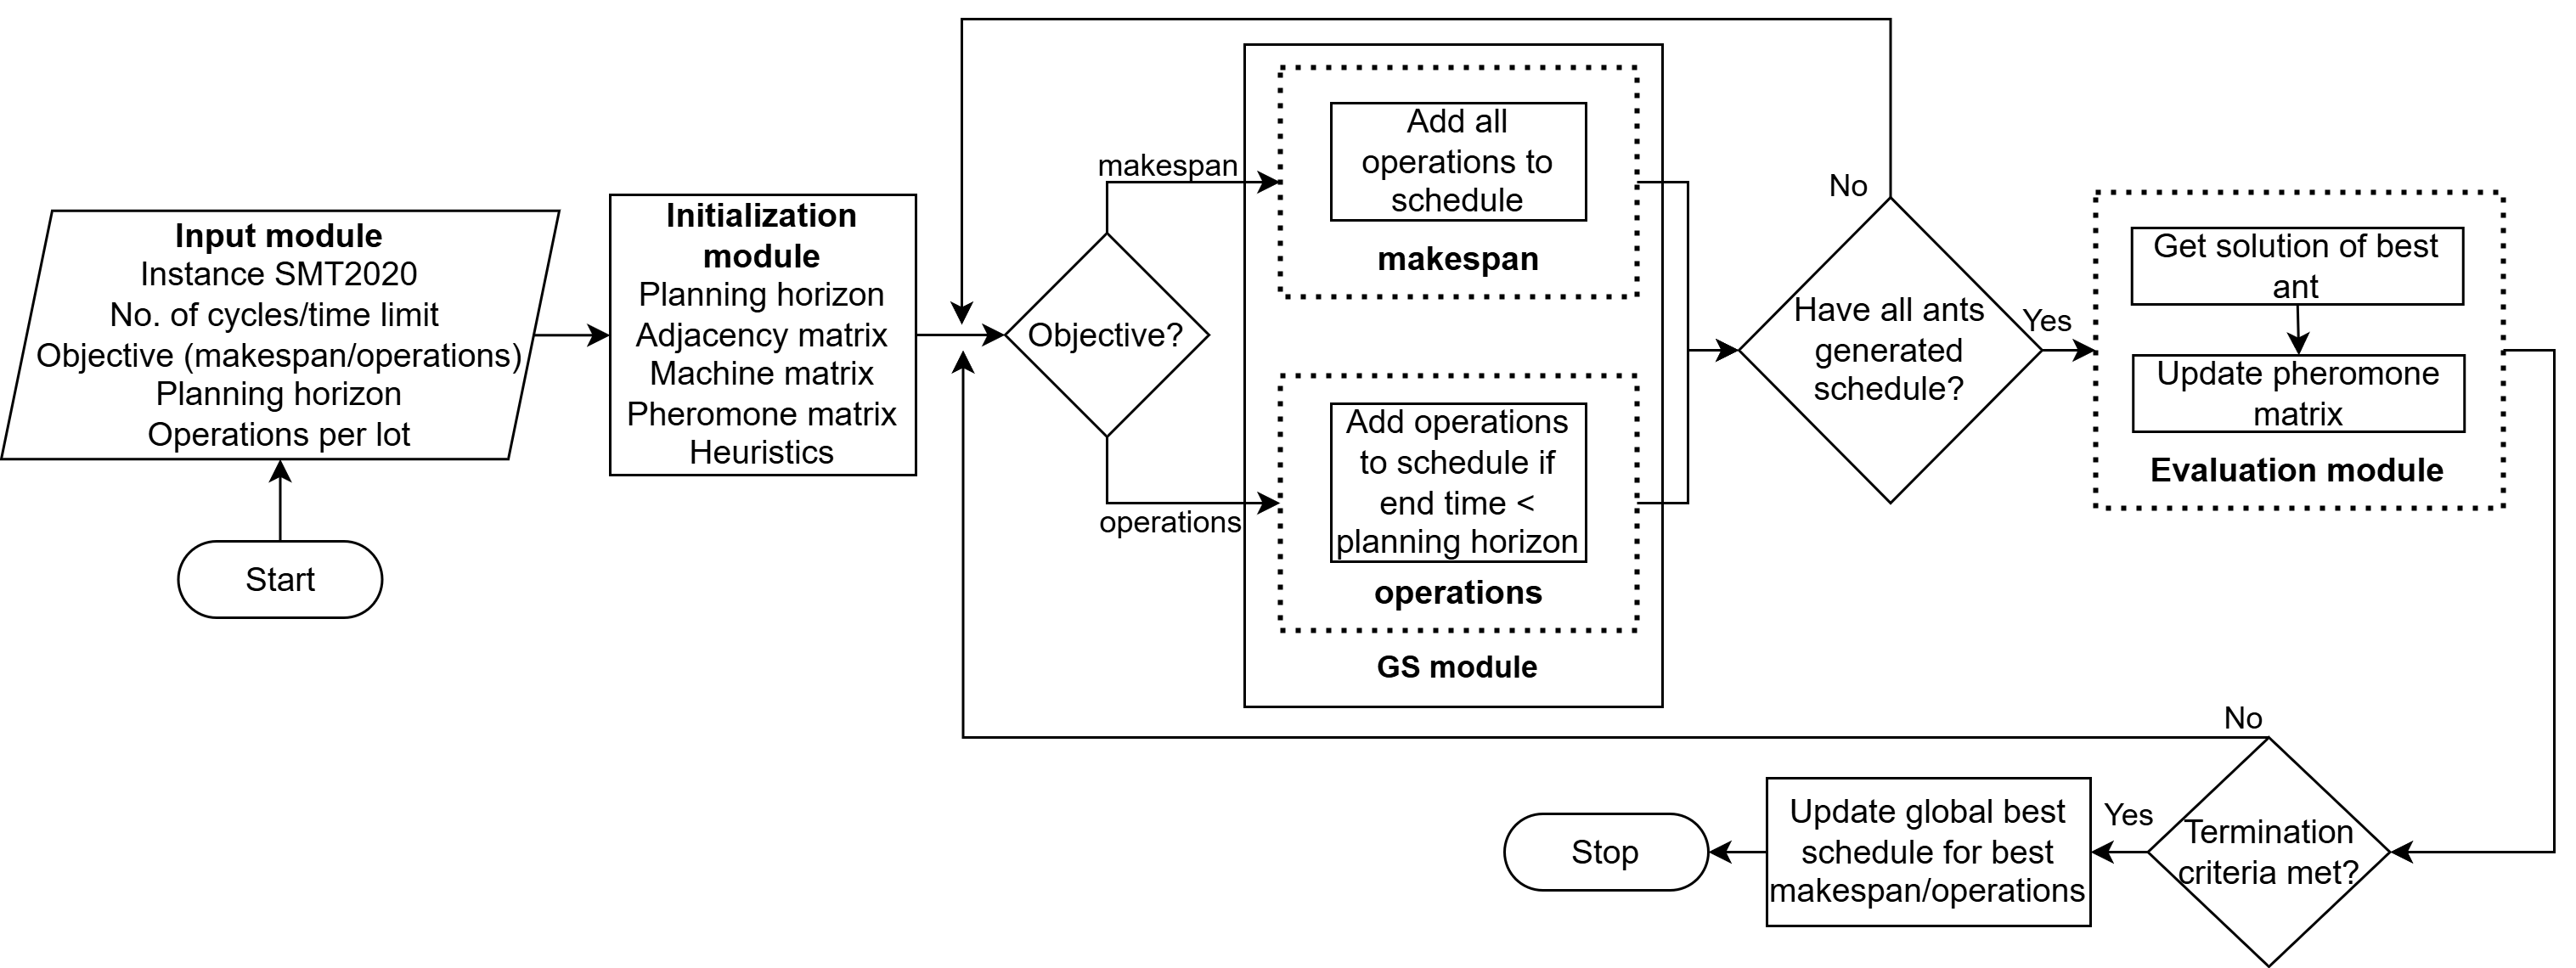 Input module
Instance SMT2020
No. of cycles/time limit
Objective (makespan/operations)
Planning horizon
Operations per lot
Start
Initialization
module
Planning horizon
Adjacency matrix
Machine matrix
Pheromone matrix
Heuristics
Objective?
makespan
operations
Add all
operations to
schedule
makespan
Add operations
to schedule if
end time <
planning horizon
operations
GS module
No
Have all ants
generated
schedule?
Yes
Get solution of best
ant
Update pheromone
matrix
Evaluation module
No
Termination
criteria met?
Yes
Update global best
schedule for best
makespan/operations
Stop